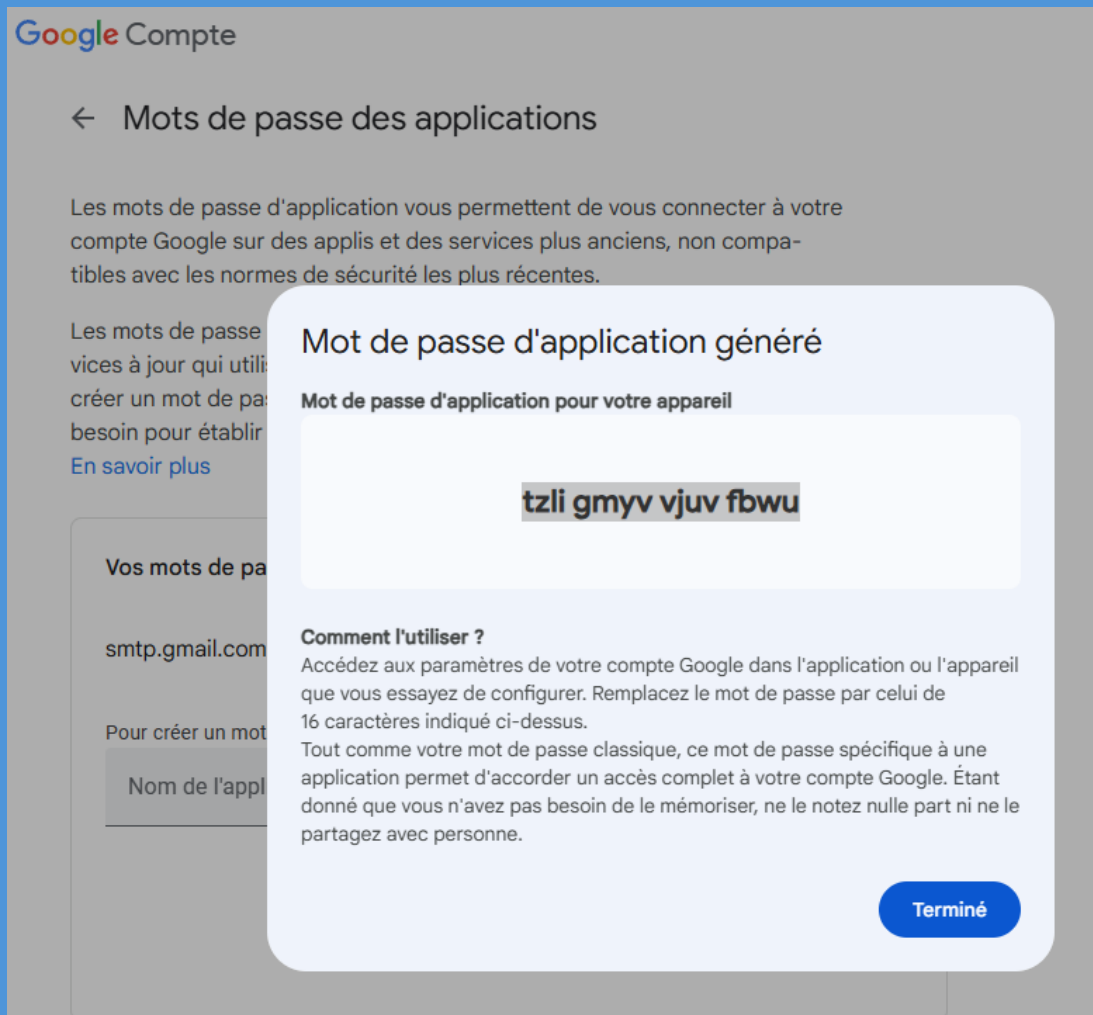 Google Compte
Mots de passe des applications
Les mots de passe d'application vous permettent de vous connecter à votre
compte Google sur des applis et des services plus anciens, non compa-
tibles avec les normes de sécurité les plus récentes.
Les mots de passe
vices à jour qui utili
créer un mot de pa
besoin pour établir
En savoir plus
Vos mots de pa
smtp.gmail.com
Pour créer un mot
Nom de l'appl
Mot de passe d'application généré
Mot de passe d'application pour votre appareil
tzli gmyv vjuv fbwu
Comment l'utiliser ?
Accédez aux paramètres de votre compte Google dans l'application ou l'appareil
que vous essayez de configurer. Remplacez le mot de passe par celui de
16 caractères indiqué ci-dessus.
Tout comme votre mot de passe classique, ce mot de passe spécifique à une
application permet d'accorder un accès complet à votre compte Google. Étant
donné que vous n'avez pas besoin de le mémoriser, ne le notez nulle part ni ne le
partagez avec personne.
Terminé